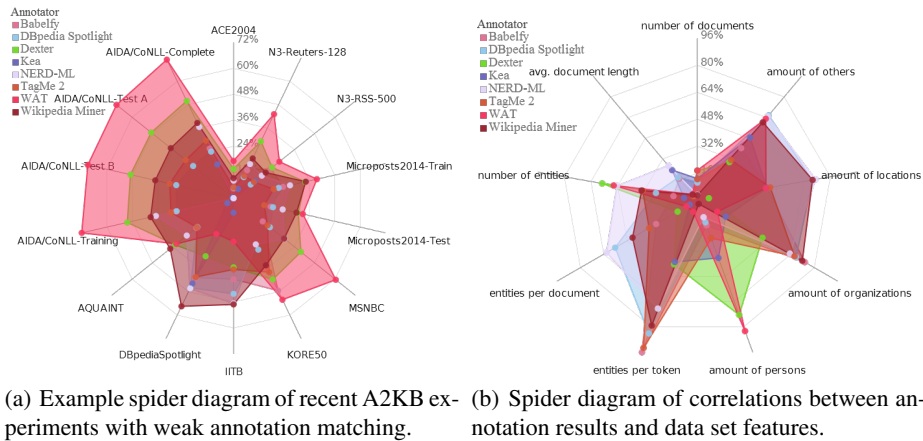 Annotator
Babelfy
DBpedia Spotlight
Dexter
Kea
NERD-ML
TagMe 2
WAT
Wikipedia Miner
ACE2004
72%
60%
48%
36%
24%
N3-Reuters-128
N3-RSS-500
Microposts2014-Train
Microposts2014-Test
MSNBC
KORE50
IITB
DBpediaSpotlight
AQUAINT
AIDA/CoNLL-Training
AIDA/CoNLL-Test B
AIDA/CoNLL-Test A
AIDA/CoNLL-Complete
(a) Example spider diagram of recent A2KB ex-
periments with weak annotation matching.
Annotator
Babelfy
DBpedia Spotlight
Dexter
Kea
NERD-ML
TagMe 2
WAT
Wikipedia Miner
number of documents
96%
80%
64%
48%
32%
amount of others
amount of locations
amount of organizations
amount of persons
entities per token
entities per document
number of entities
avg. document length
(b) Spider diagram of correlations between an-
notation results and data set features.